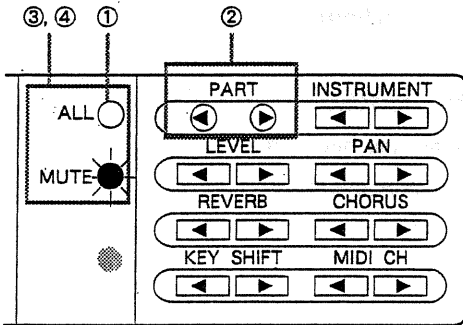 ③, ④ ① ②
PART INSTRUMENT
ALL
LEVEL PAN
MUTE
REVERB CHORUS
KEY SHIFT MIDI CH